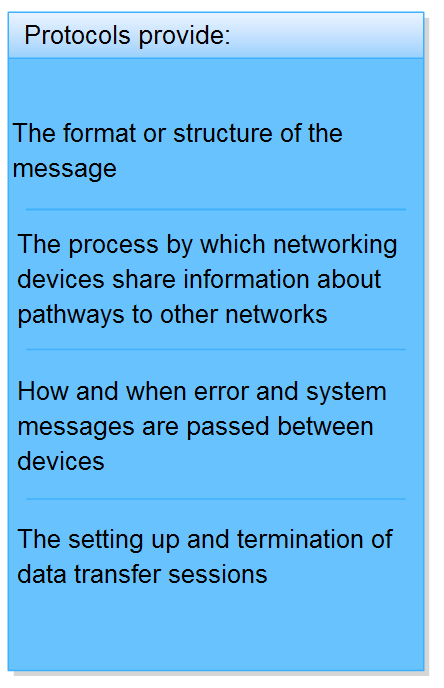 Protocols provide:
The format or structure of the
message
The process by which networking
devices share information about
pathways to other networks
How and when error and system
messages are passed between
devices
The setting up and termination of
data transfer sessions